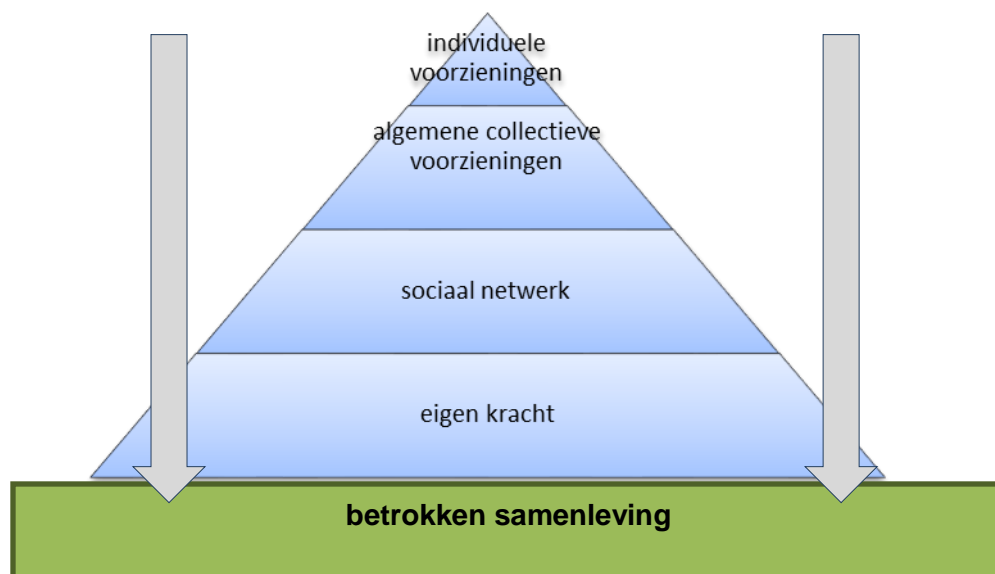 individuele
voorzieningen
algemene collectieve
voorzieningen
sociaal netwerk
eigen kracht
betrokken samenleving